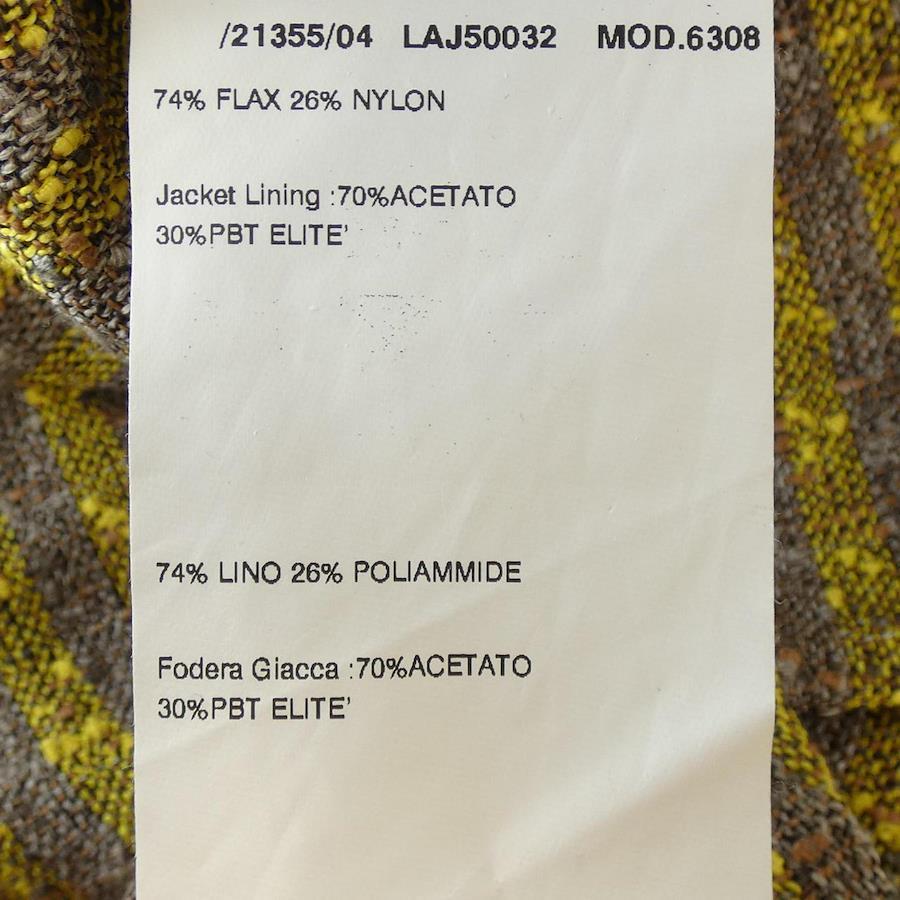 /21355/04 LAJ50032 MOD.6308
74% FLAX 26% NYLON
Jacket Lining :70%ACETATO
30%PBT ELITE'
74% LINO 26% POLIAMMIDE
Fodera Giacca :70%ACETATO
30%PBT ELITE'